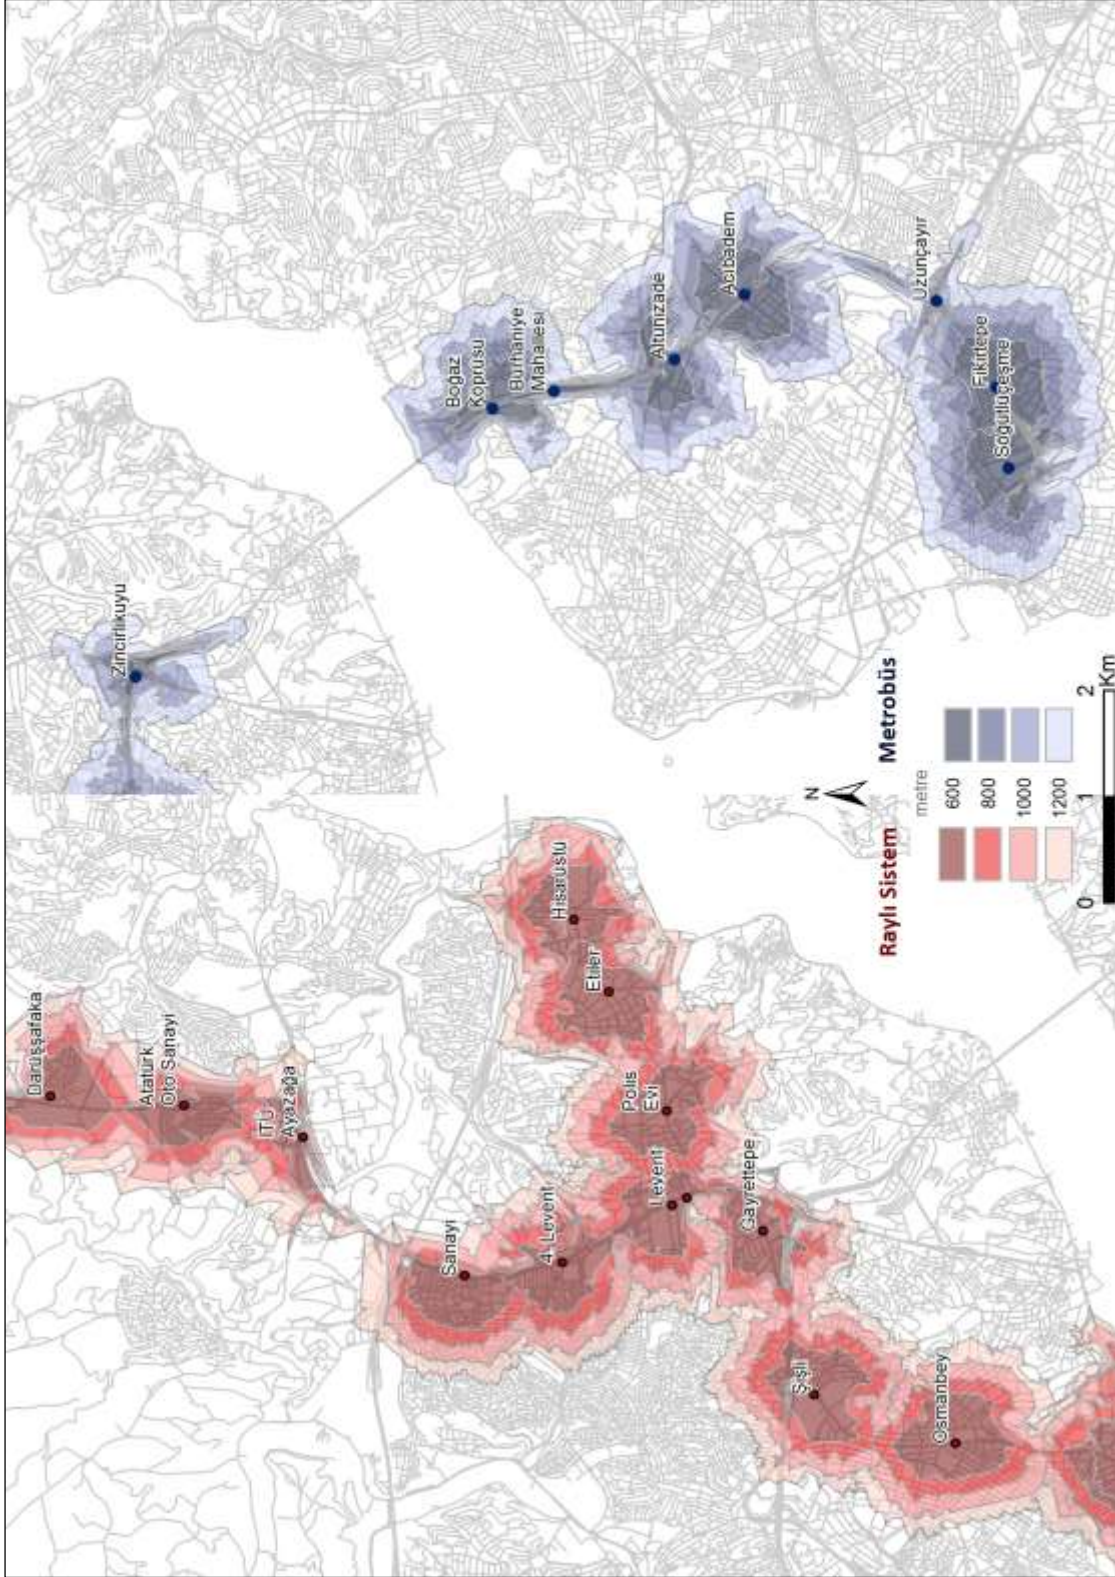 Darüşşafaka
Atatürk
Oto Sanayi
İTÜ
Ayazağa
Sanayi
4. Levent
Levent
Gayrettepe
Polis
Evi
Etiler
Hisarüstü
Şişli
Osmanbey
Zincirlikuyu
Boğaz
Köprüsü
Burhaniye
Mahallesi
Altunizade
Acıbadem
Uzunçayır
Fikirtepe
Söğütlüçeşme
N
Raylı Sistem Metrobüs
metre
600
800
1000
1200
0 1 2
Km